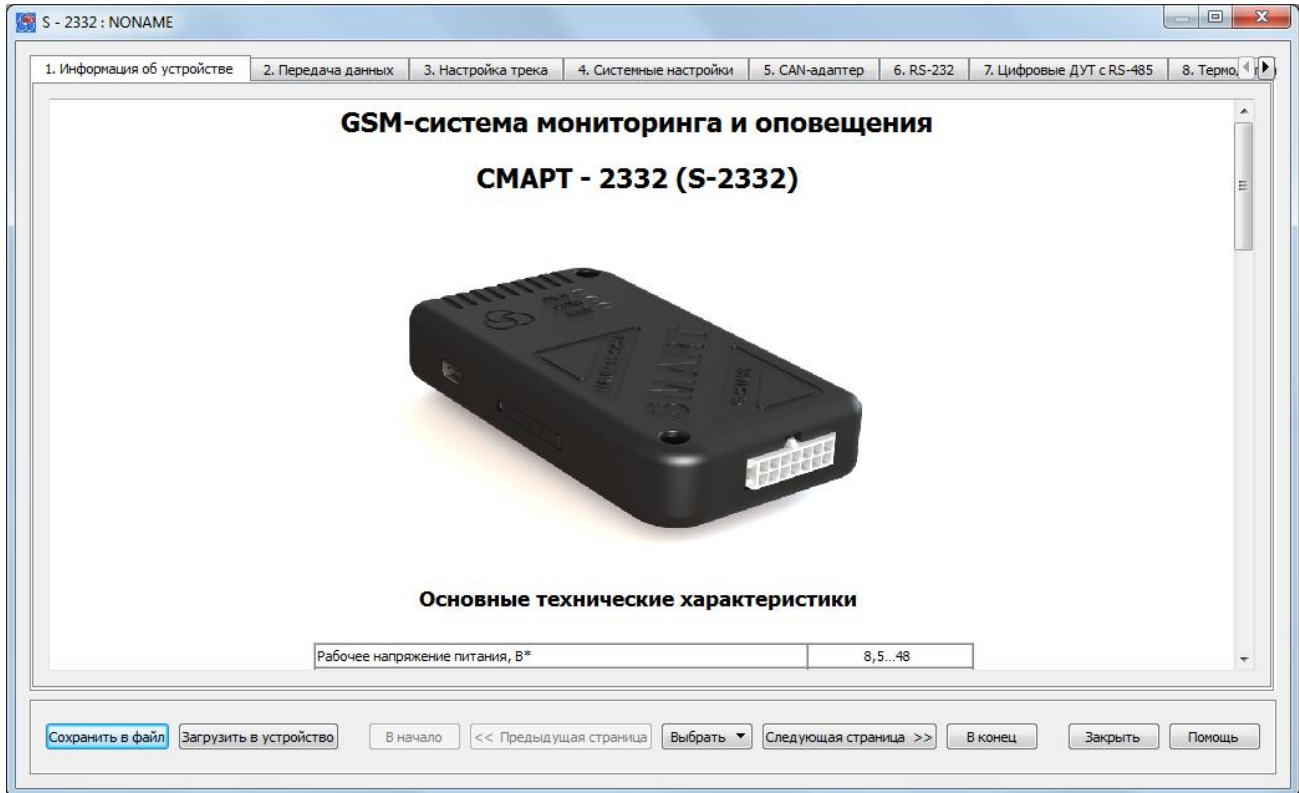 S - 2332 : NONAME
1. Информация об устройстве 2. Передача данных 3. Настройка трека 4. Системные настройки 5. CAN-адаптер 6. RS-232 7. Цифровые ДУТ с RS-485 8. Термо
GSM-система мониторинга и оповещения
СМАРТ - 2332 (S-2332)
SMART
Основные технические характеристики
Рабочее напряжение питания, В* 8,5...48
Сохранить в файл Загрузить в устройство В начало << Предыдущая страница Выбрать Следующая страница >> В конец Закрыть Помощь